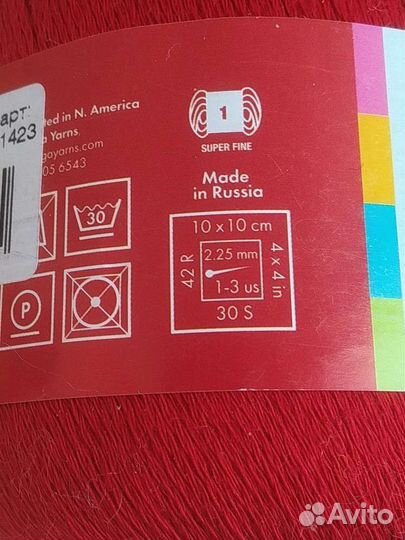 арт:
1423
ted in N. America
Yarns
gayarns.com
05 6543
1
SUPER FINE
Made
in Russia
30
P
10 x 10 cm
42 R
2.25 mm
1-3 us
4 x 4 in
30 S
Avito